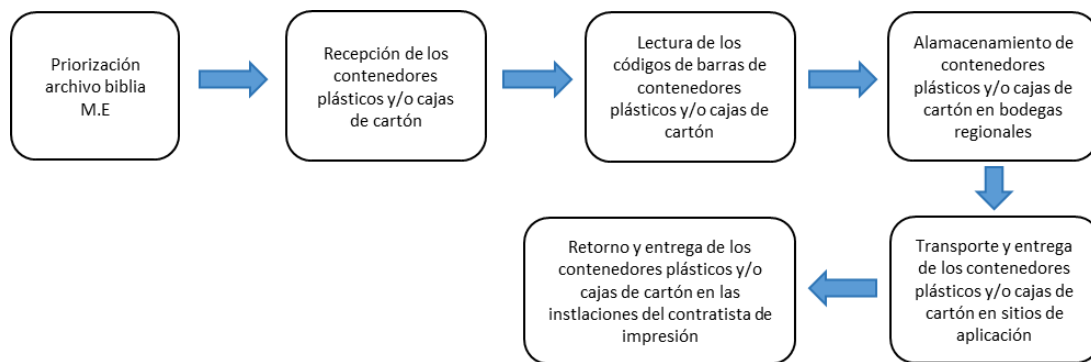 Priorización
archivo biblia
M.E
Recepción de los
contenedores
plásticos y/o cajas
de cartón
Lectura de los
códigos de barras de
contenedores
plásticos y/o cajas de
cartón
Alamacenamiento de
contenedores
plásticos y/o cajas de
cartón en bodegas
regionales
Transporte y entrega
de los contenedores
plásticos y/o cajas de
cartón en sitios de
aplicación
Retorno y entrega de los
contenedores plásticos y/o
cajas de cartón en las
instlaciones del contratista de
impresión